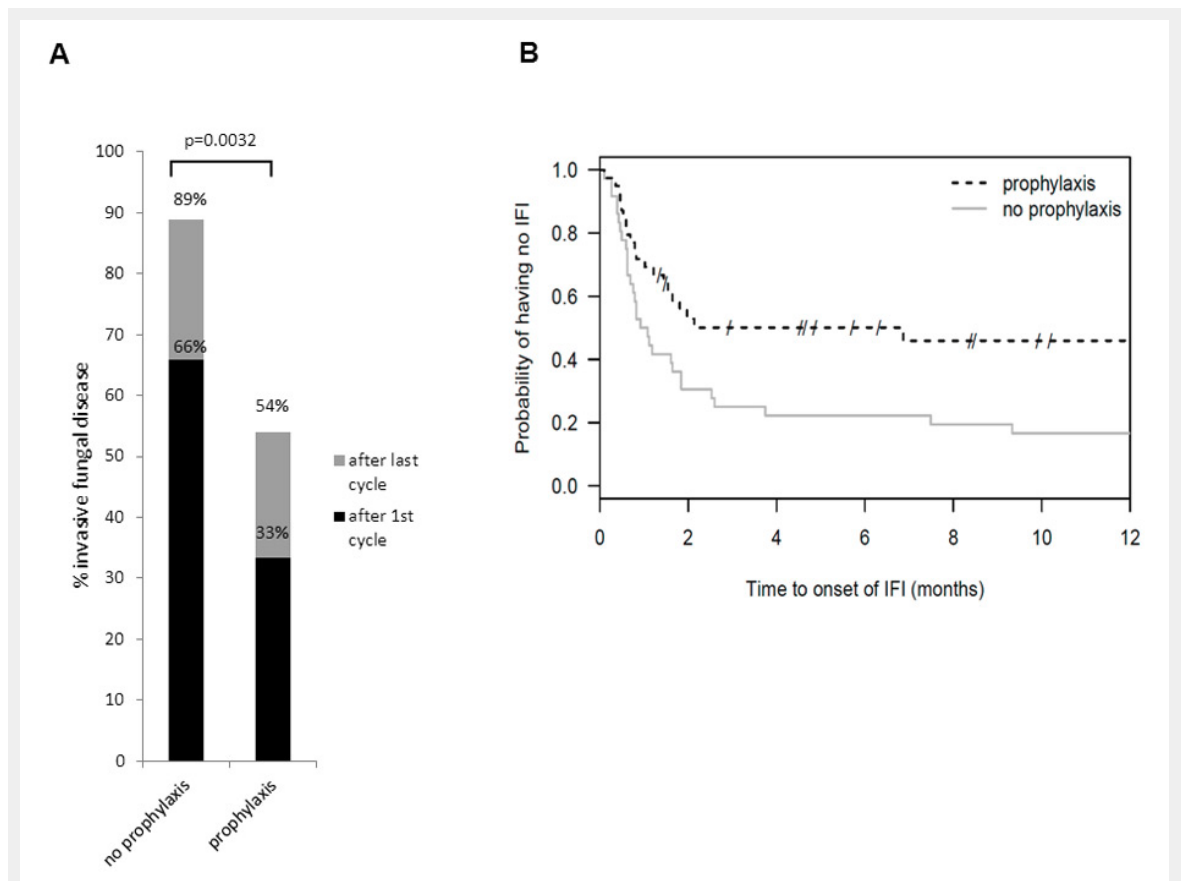 A
p=0.0032
100
90
80
70
60
50
40
30
20
10
0
% invasive fungal disease
89%
66%
54%
33%
no prophylaxis
prophylaxis
after last
cycle
after 1st
cycle
B
1.0
0.8
0.6
0.4
0.2
0.0
Probability of having no IFI
prophylaxis
no prophylaxis
0 2 4 6 8 10 12
Time to onset of IFI (months)